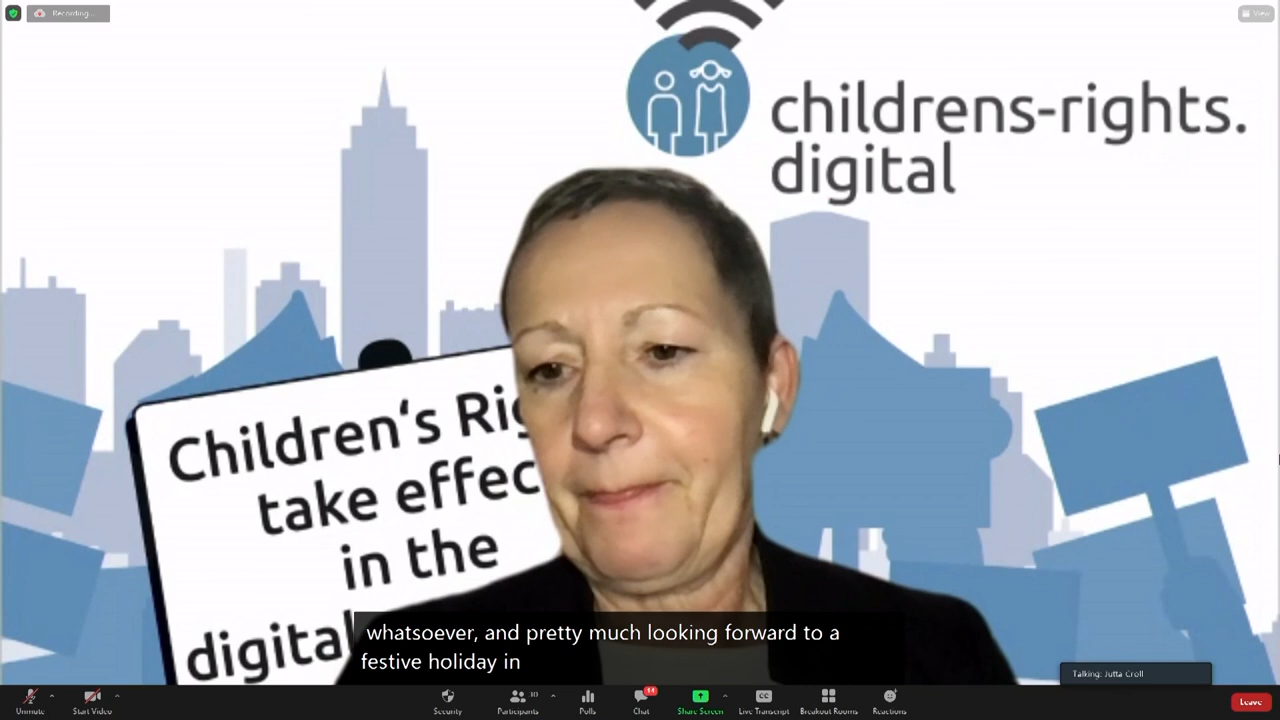 Recording...
View
childrens-rights.
digital
Children‘s Rig
take effec
in the
digital
whatsoever, and pretty much looking forward to a
festive holiday in
Talking: Jutta Croll
10
14
Unmute
Start Video
Security
Participants
Polls
Chat
Share Screen
Live Transcript
Breakout Rooms
Reactions
Leave